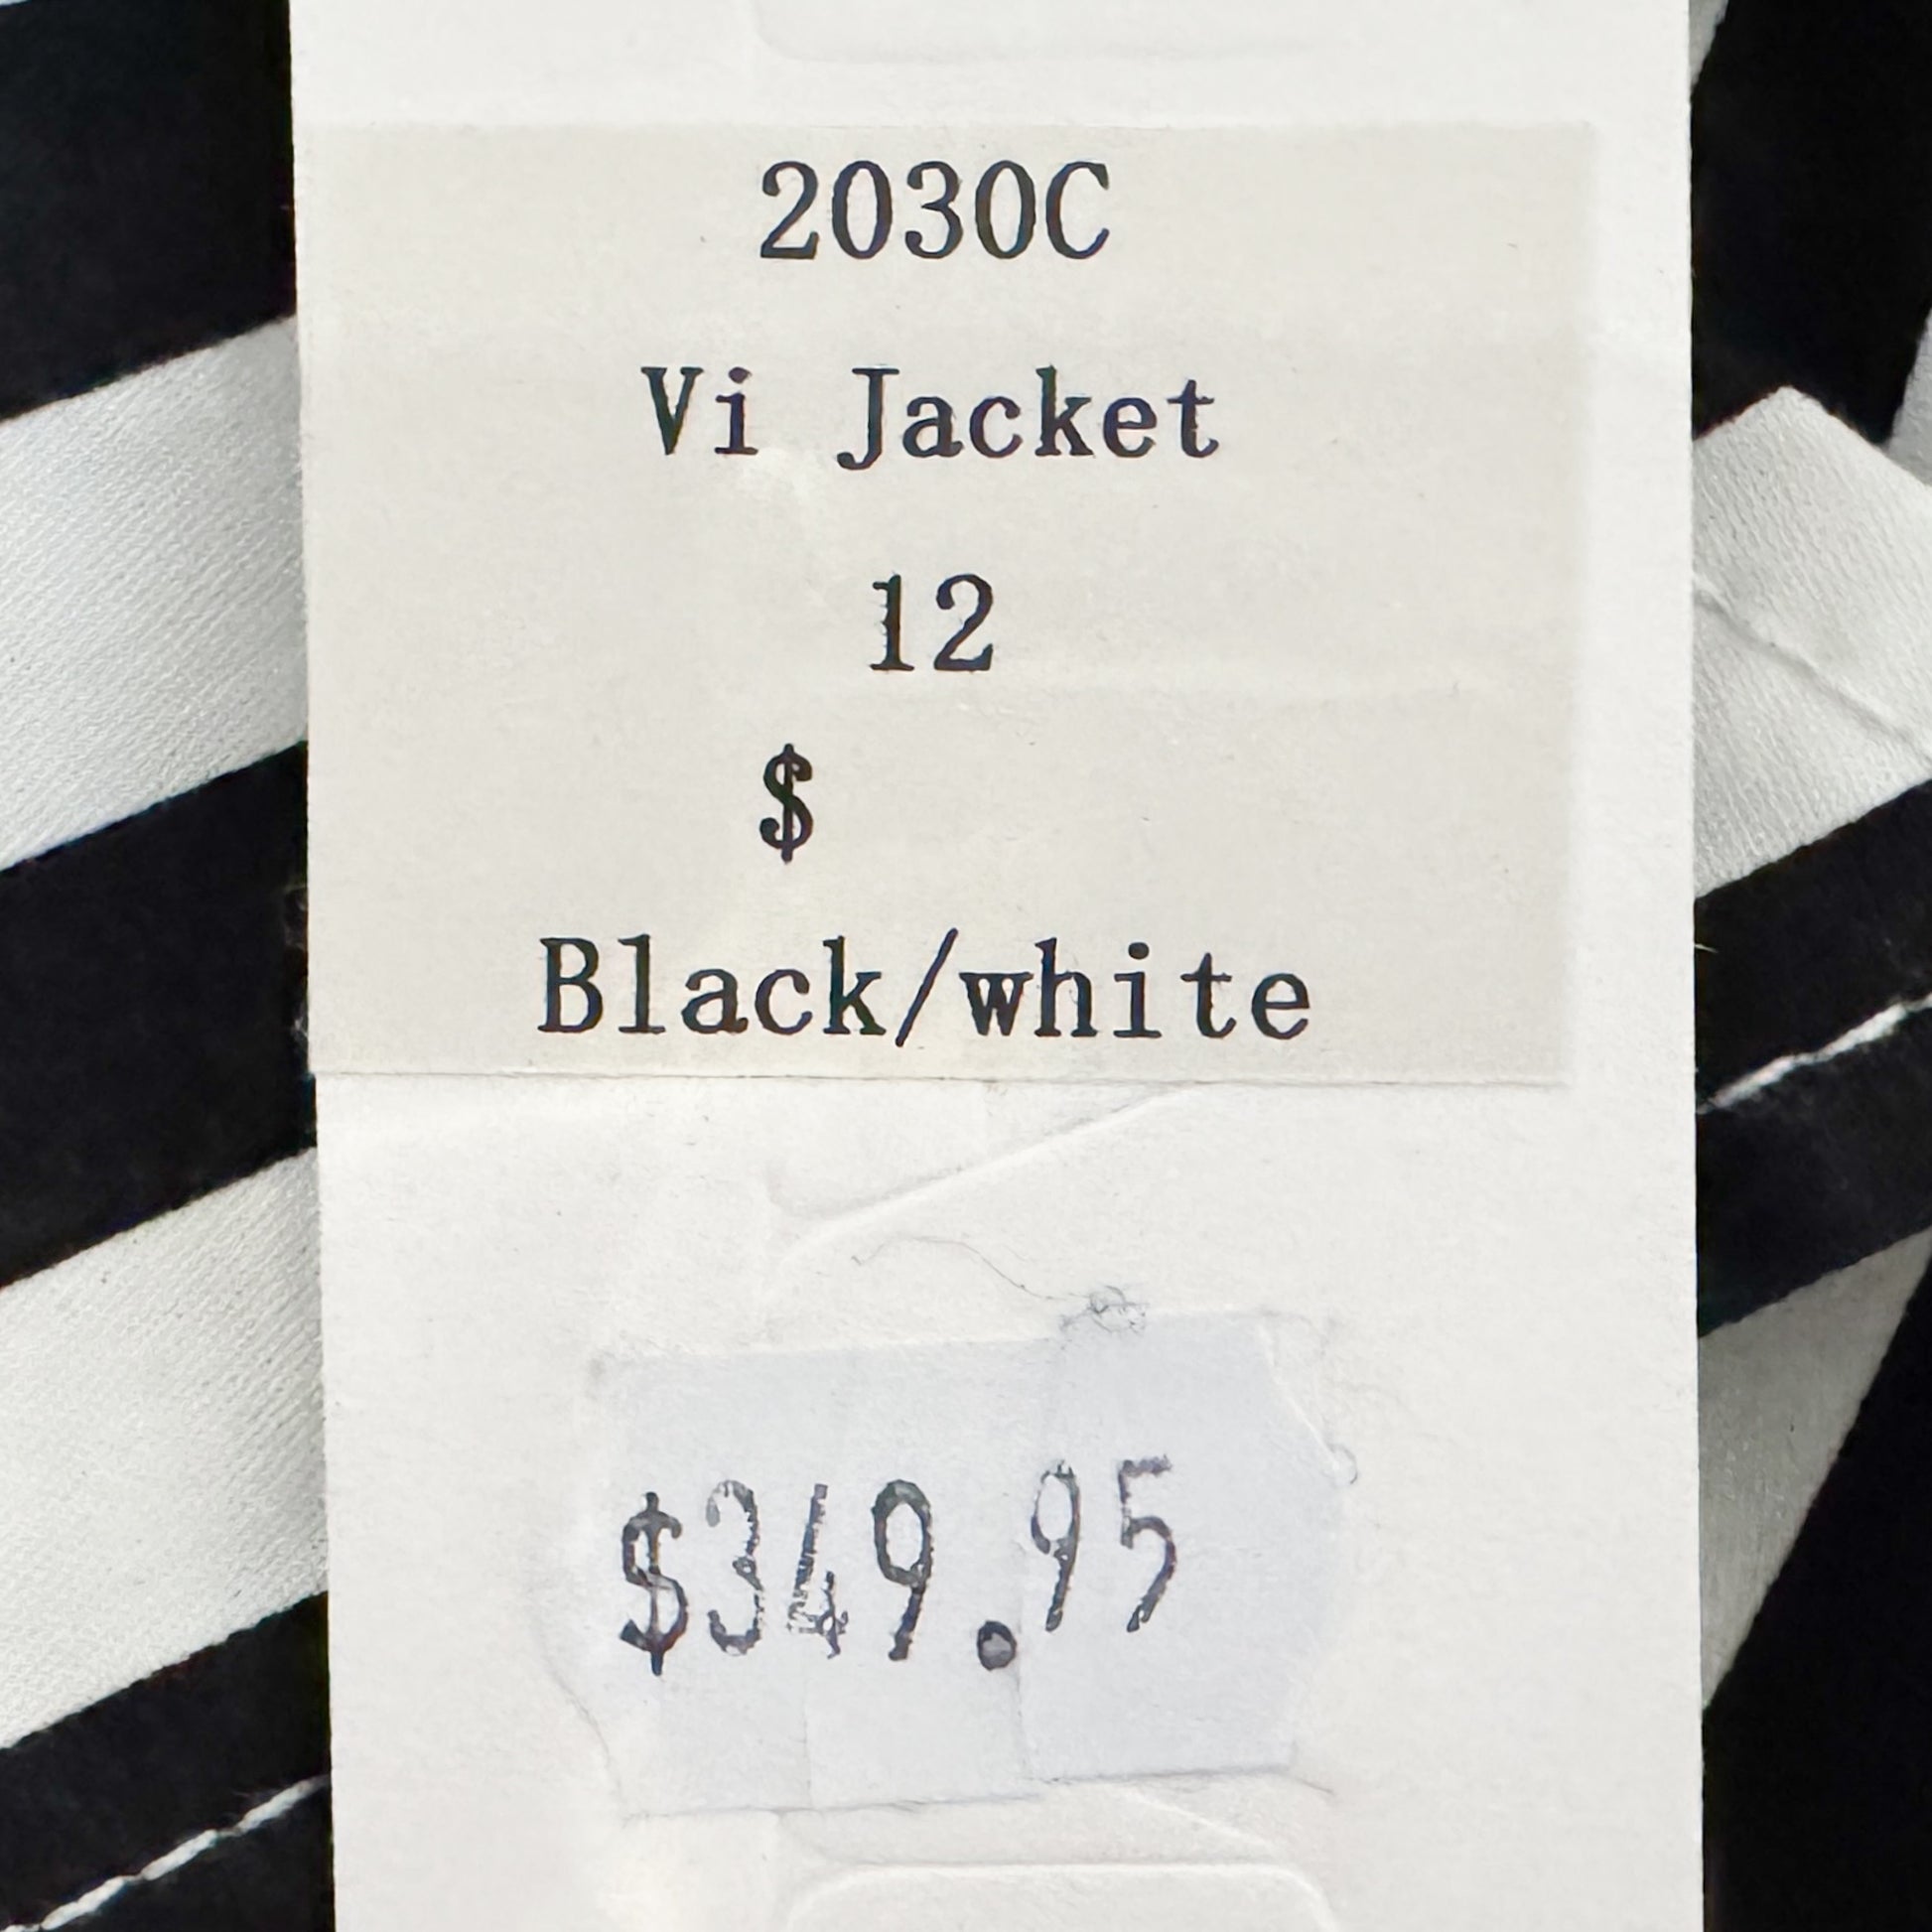 2030C
Vi Jacket
12
$
Black/white
$349.95